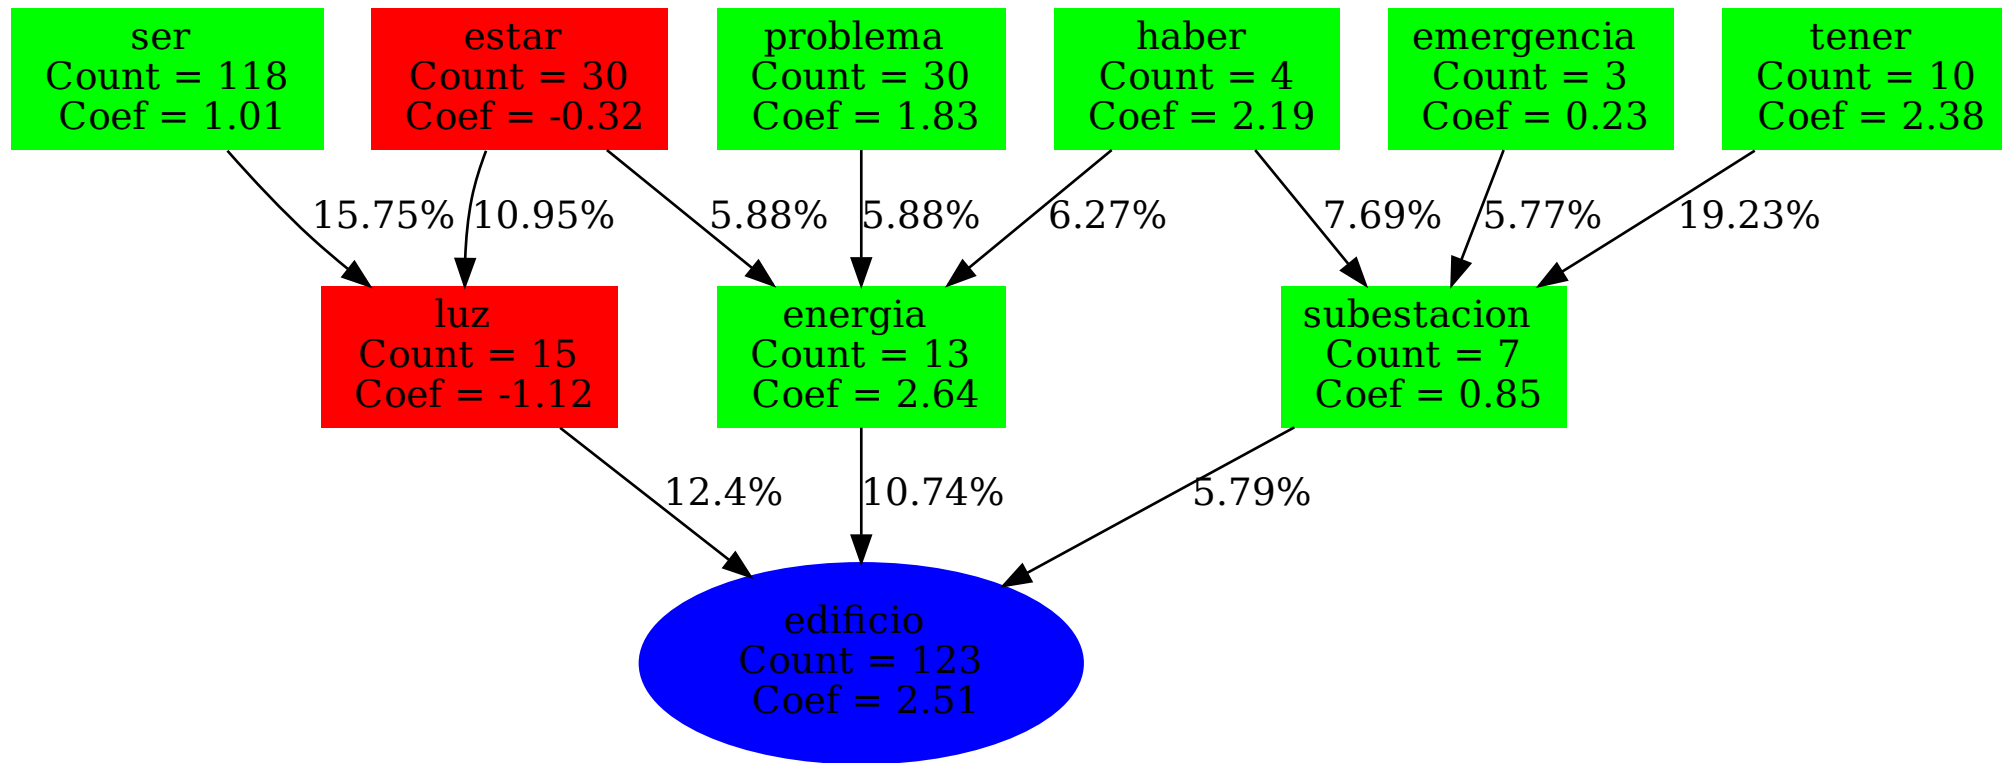 ser
Count = 118
Coef = 1.01
estar
Count = 30
Coef = -0.32
problema
Count = 30
Coef = 1.83
haber
Count = 4
Coef = 2.19
emergencia
Count = 3
Coef = 0.23
tener
Count = 10
Coef = 2.38
15.75%
10.95%
5.88%
5.88%
6.27%
7.69%
5.77%
19.23%
luz
Count = 15
Coef = -1.12
energia
Count = 13
Coef = 2.64
subestacion
Count = 7
Coef = 0.85
12.4%
10.74%
5.79%
edificio
Count = 123
Coef = 2.51